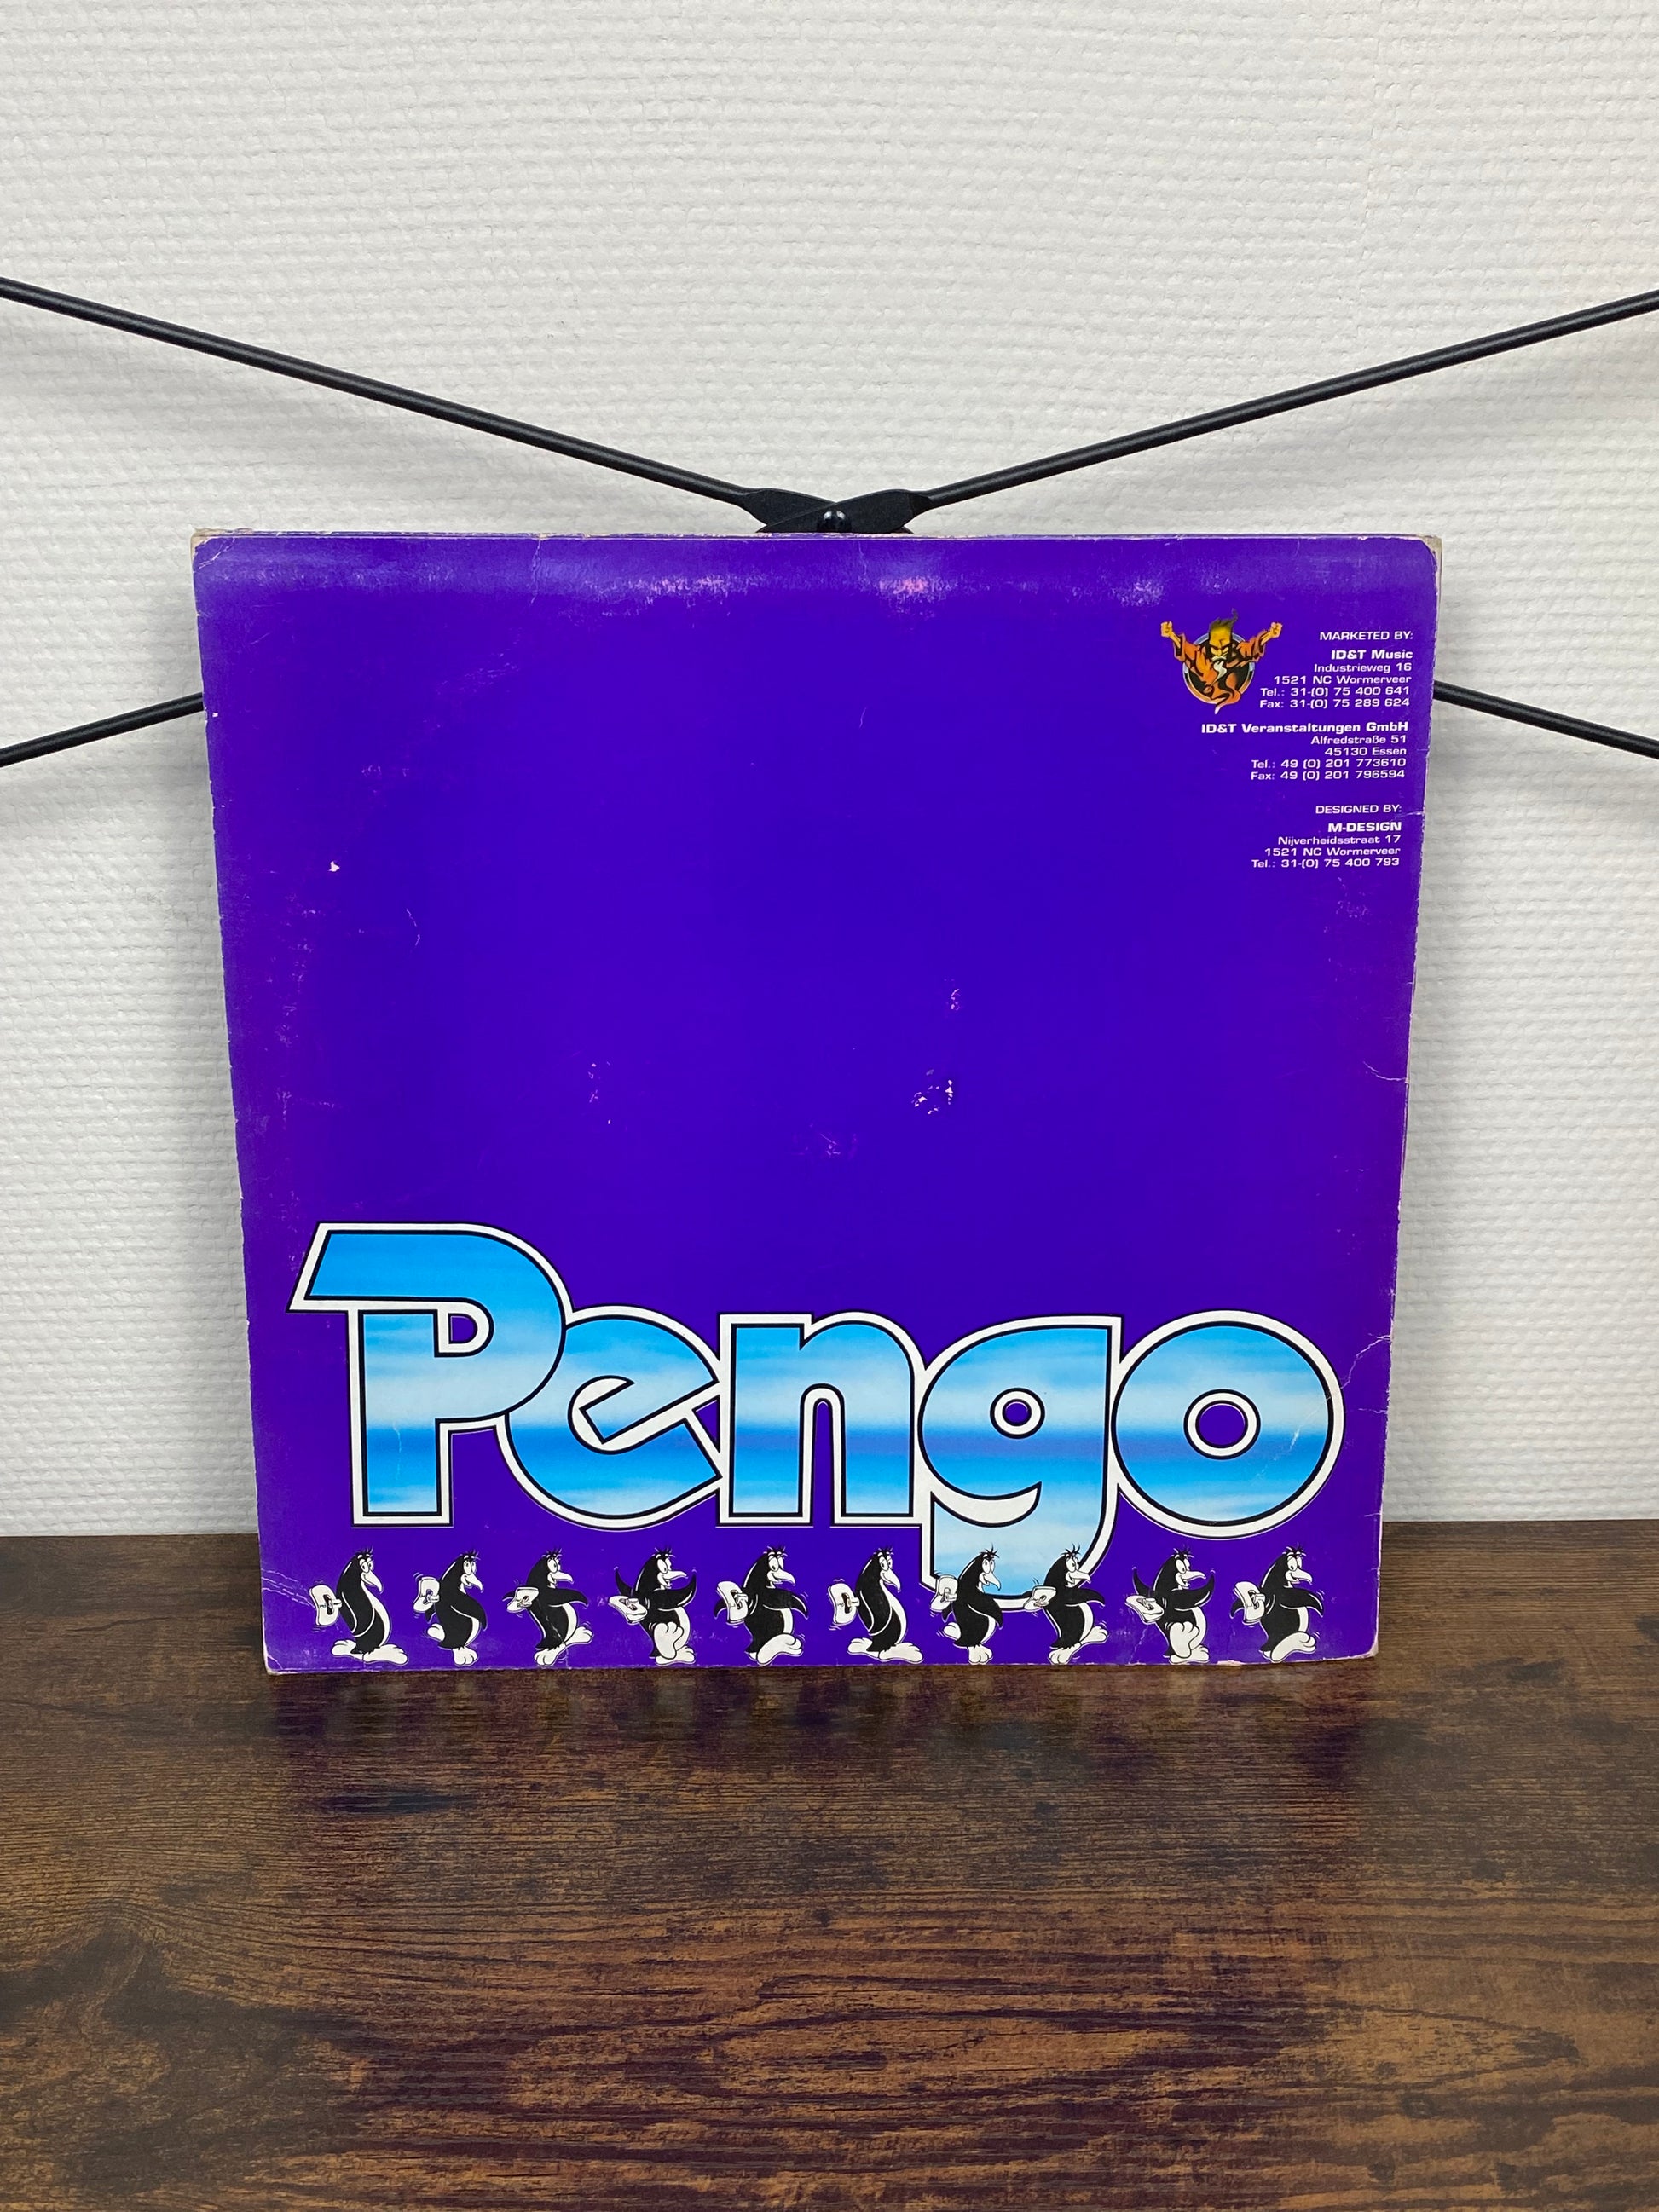 MARKETED BY:
ID&T Music
Industrieweg 16
1521 NC Wormerveer
Tel.: 31-(0) 75 400 641
Fax: 31-(0) 75 289 624
ID&T Veranstaltungen GmbH
Alfredstraße 51
45130 Essen
Tel.: 49 (0) 201 773610
Fax: 49 (0) 201 796594
DESIGNED BY:
M-DESIGN
Nijverheidsstraat 17
1521 NC Wormerveer
Tel.: 31-(0) 75 400 793
Pengo